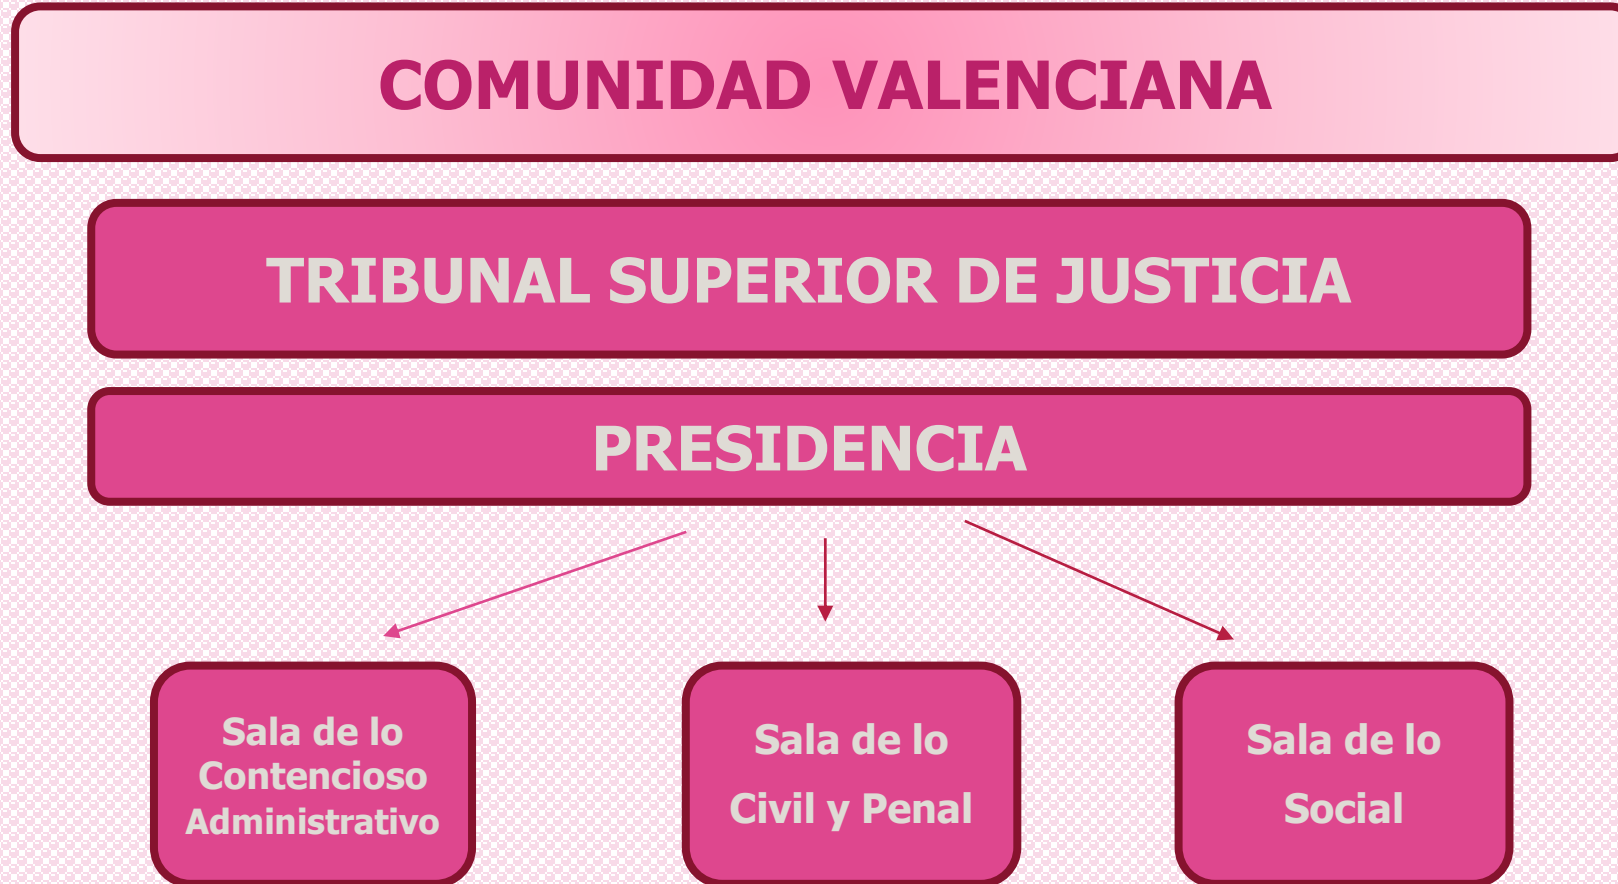 COMUNIDAD VALENCIANA
TRIBUNAL SUPERIOR DE JUSTICIA
PRESIDENCIA
Sala de lo
Contencioso
Administrativo
Sala de lo
Civil y Penal
Sala de lo
Social